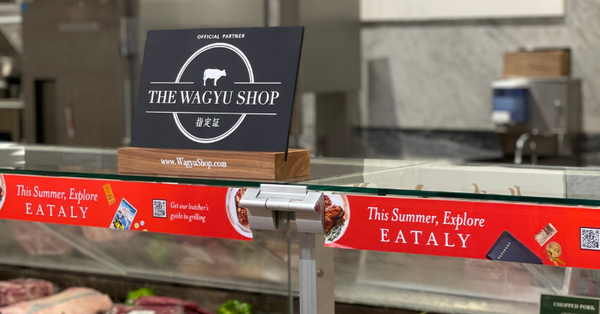 OFFICIAL PARTNER
THE WAGYU SHOP
指定証
www.WagyuShop.com
This Summer, Explore
EATALY
Get our butcher's
guide to grilling
This Summer, Explore
EATALY
PASSPORT
CHOPPED PORK